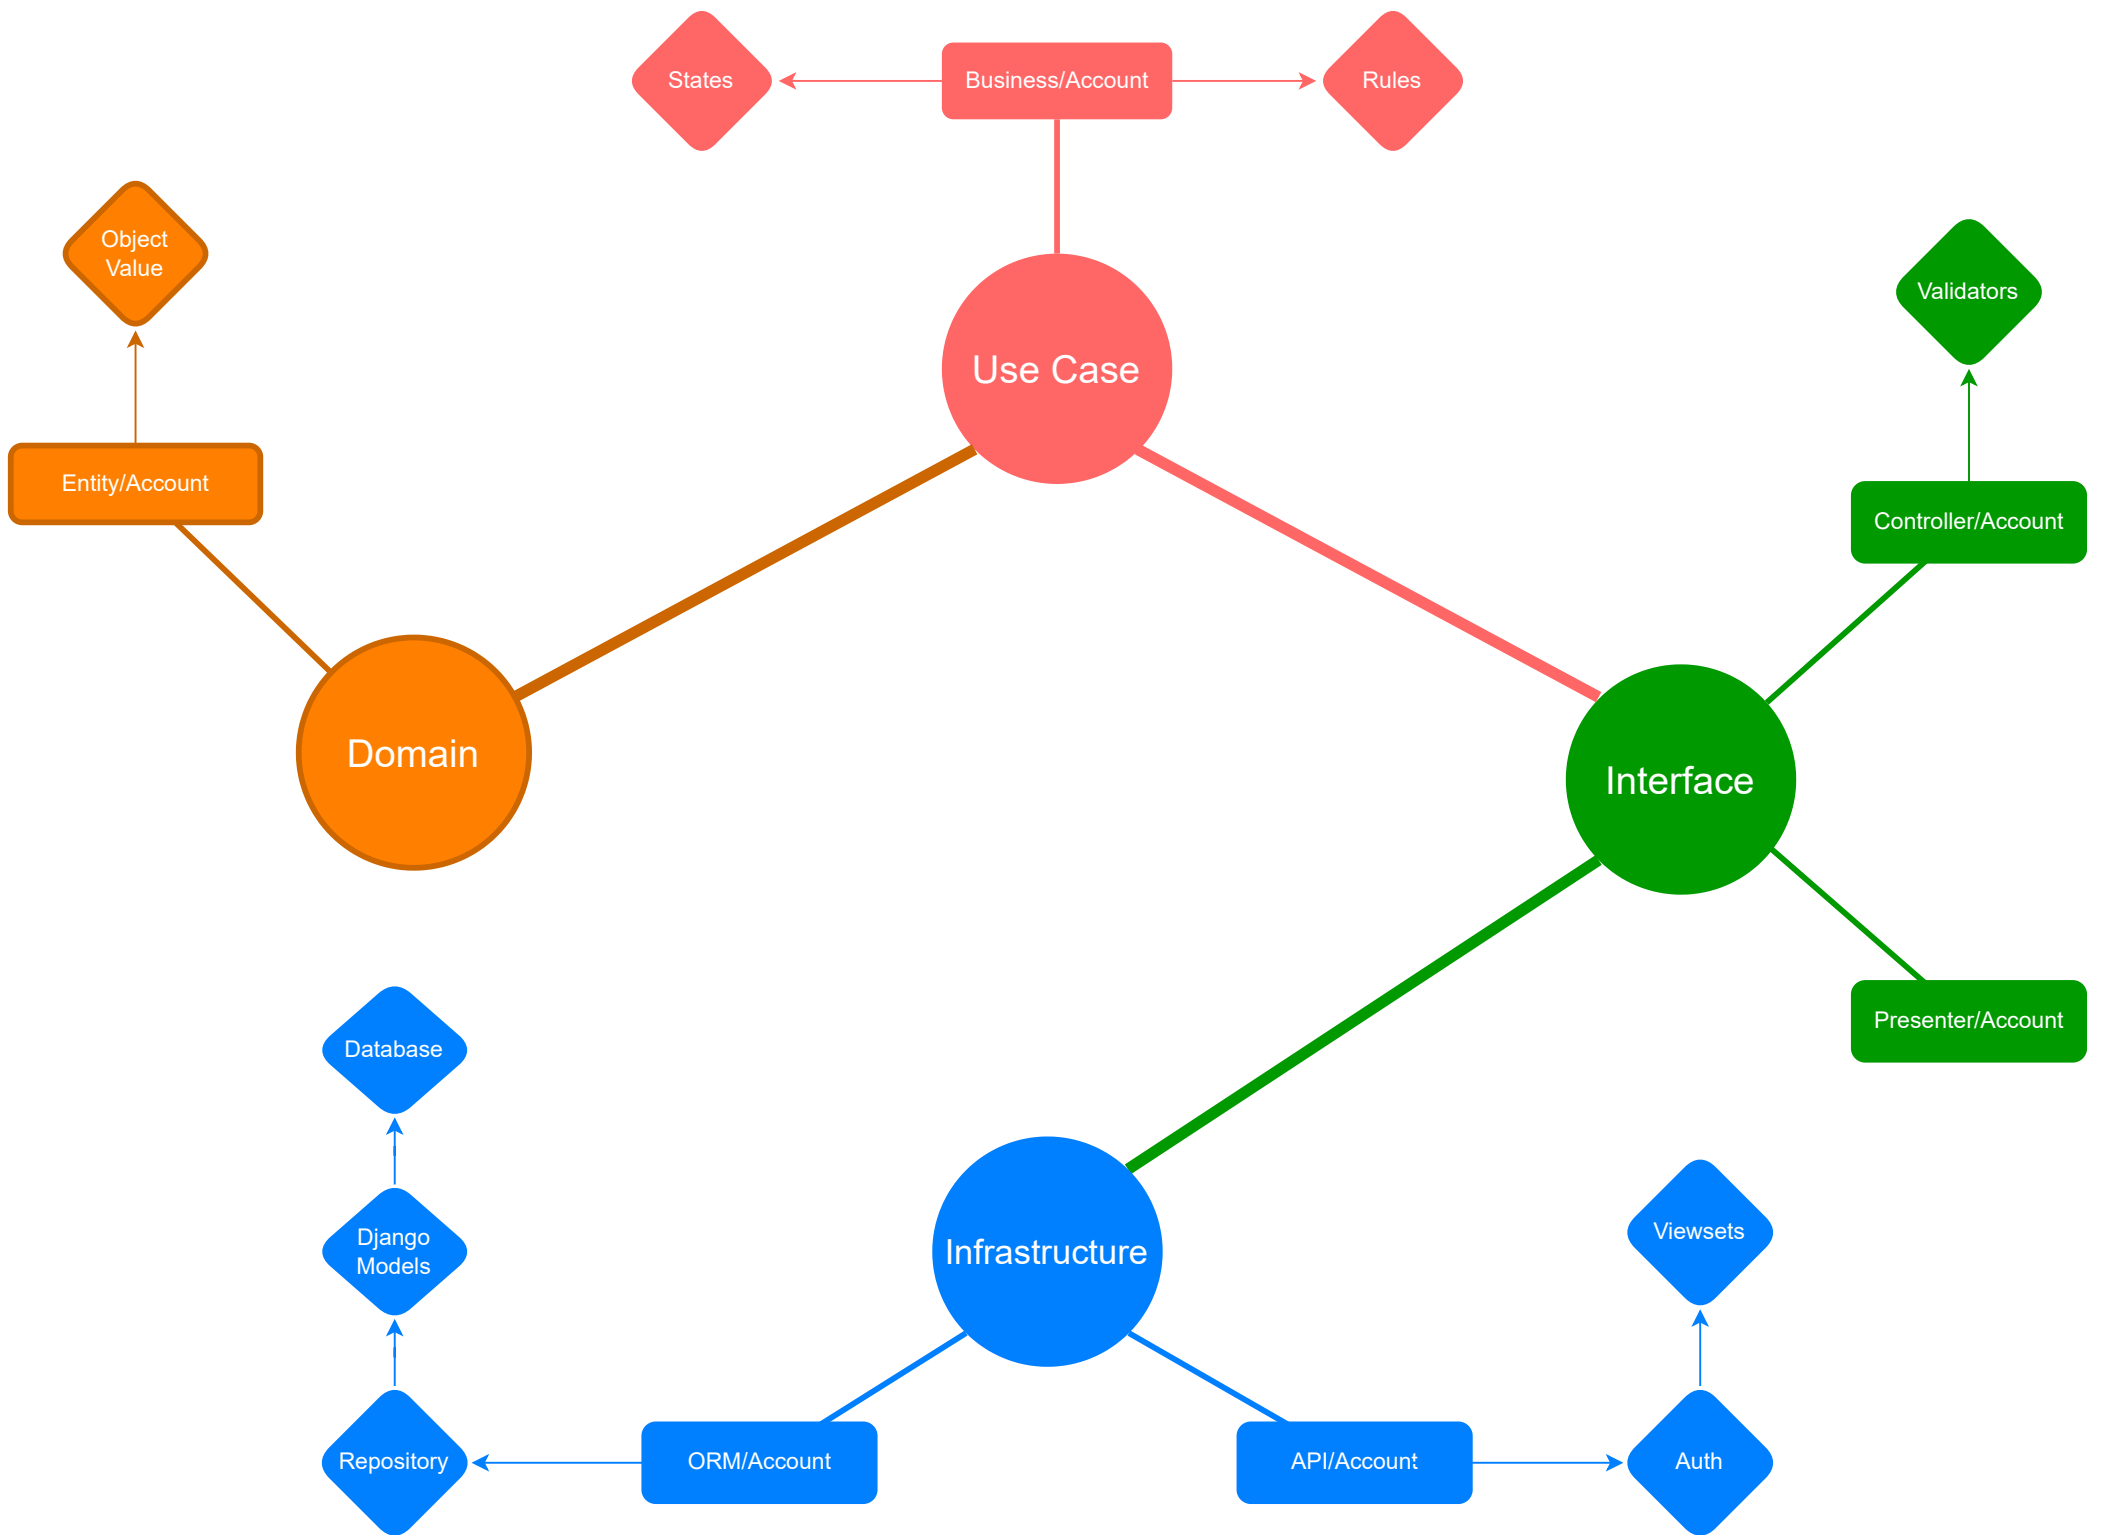 States
Business/Account
Rules
Object
Value
Validators
Use Case
Entity/Account
Controller/Account
Domain
Interface
Presenter/Account
Database
Django
Models
Infrastructure
Viewsets
Repository
ORM/Account
API/Account
Auth